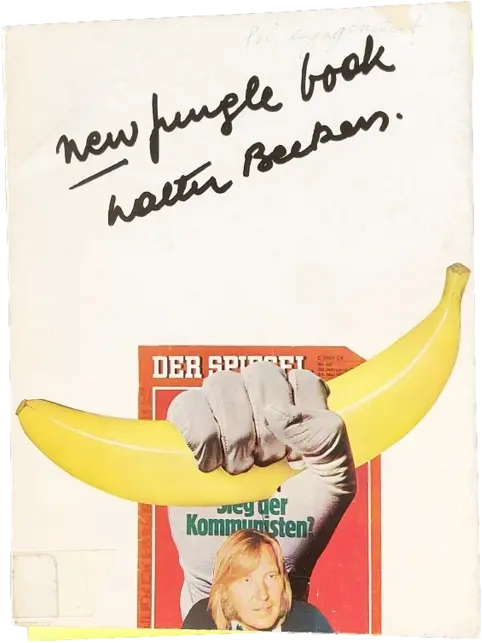 new jungle book
Walter Beckers.
DER SPIEGEL
Sieg der
Kommunisten?